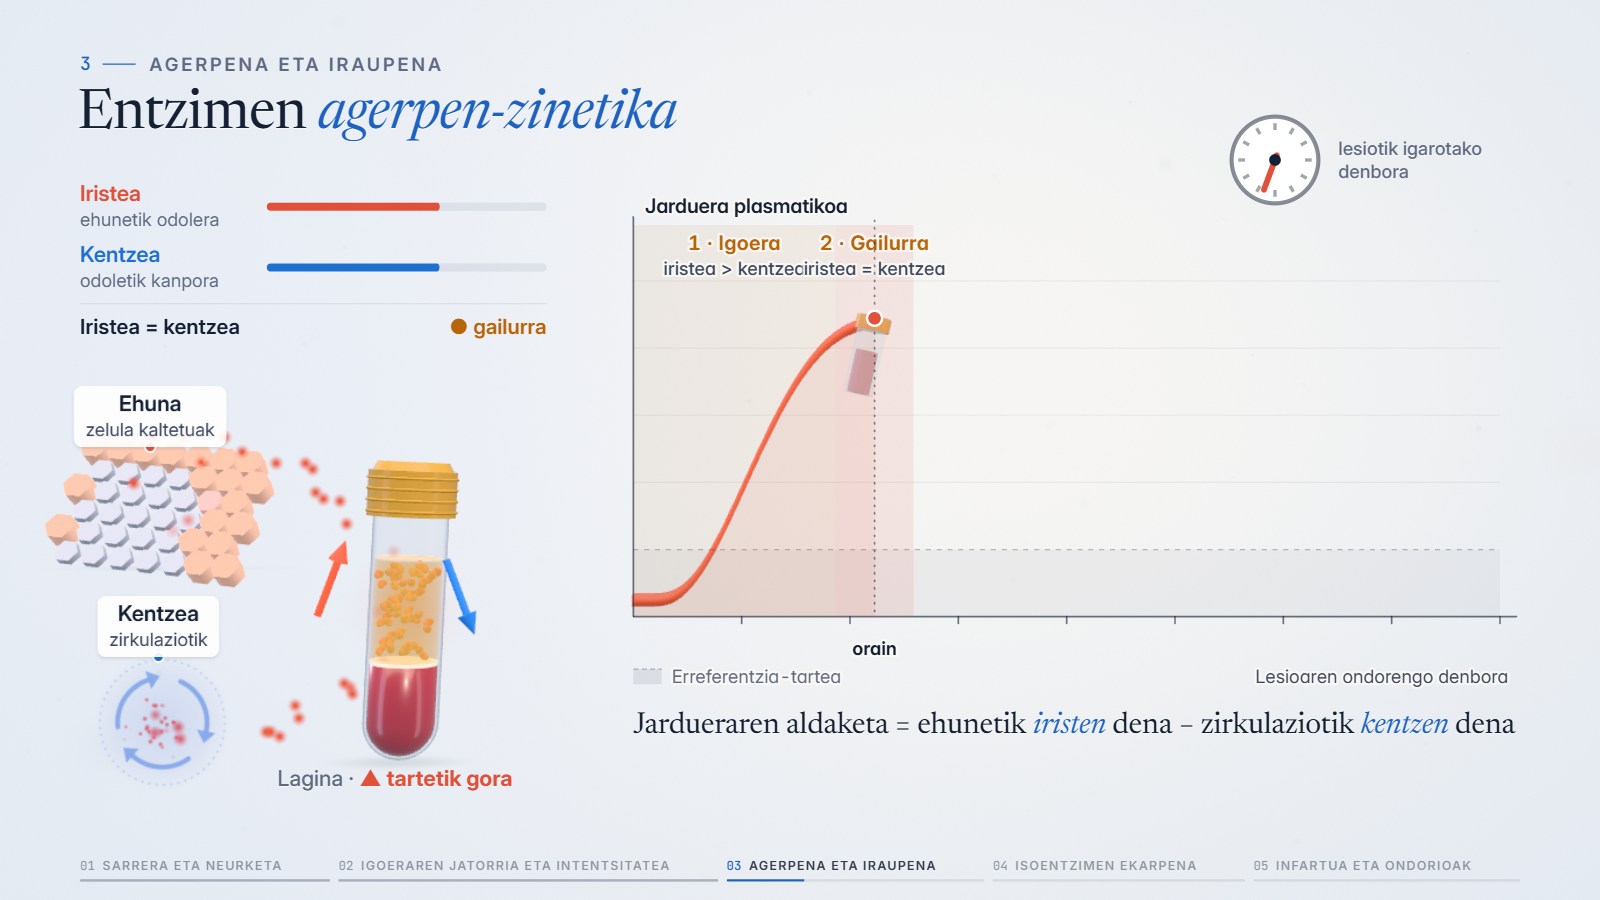 3 — AGERPENA ETA IRAUPENA
Entzimen agerpen-zinetika
lesiotik igarotako
denbora
Iristea
ehunetik odolera
Kentzea
odoletik kanpora
Iristea = kentzea
gailurra
Ehuna
zelula kaltetuak
Kentzea
zirkulaziotik
Lagina · ▲ tartetik gora
Jarduera plasmatikoa
1 · Igoera
iristea > kentzea
2 · Gailurra
iristea = kentzea
orain
Erreferentzia-tartea
Lesioaren ondorengo denbora
Jardueraren aldaketa = ehunetik iristen dena – zirkulaziotik kentzen dena
01 SARRERA ETA NEURKETA
02 IGOERAREN JATORRIA ETA INTENTSITATEA
03 AGERPENA ETA IRAUPENA
04 ISOENTZIMEN EKARPENA
05 INFARTUA ETA ONDORIOAK